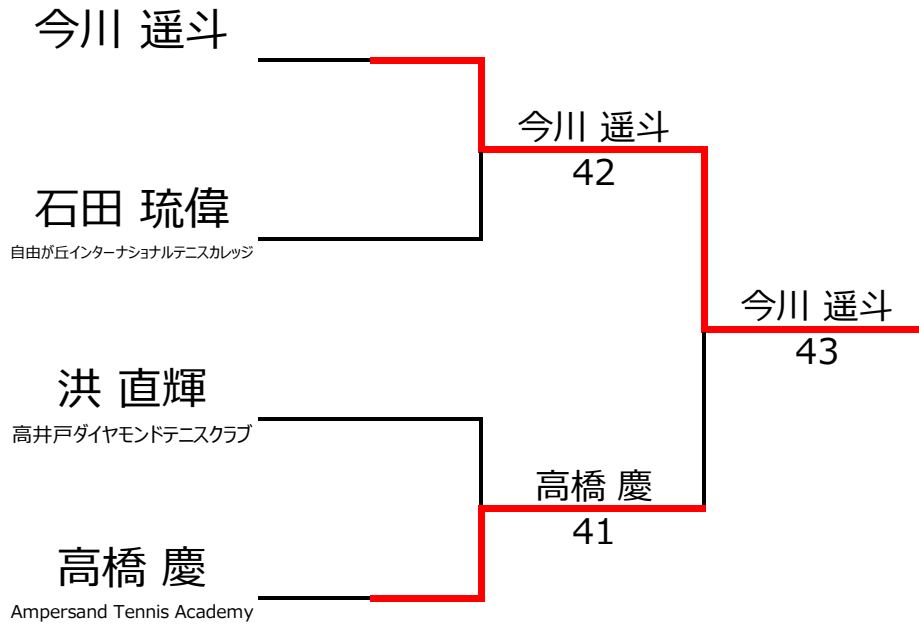 今川 遥斗
今川 遥斗
42
石田 琉偉
自由が丘インターナショナルテニスカレッジ
今川 遥斗
43
洪 直輝
高井戸ダイヤモンドテニスクラブ
高橋 慶
41
高橋 慶
Ampersand Tennis Academy